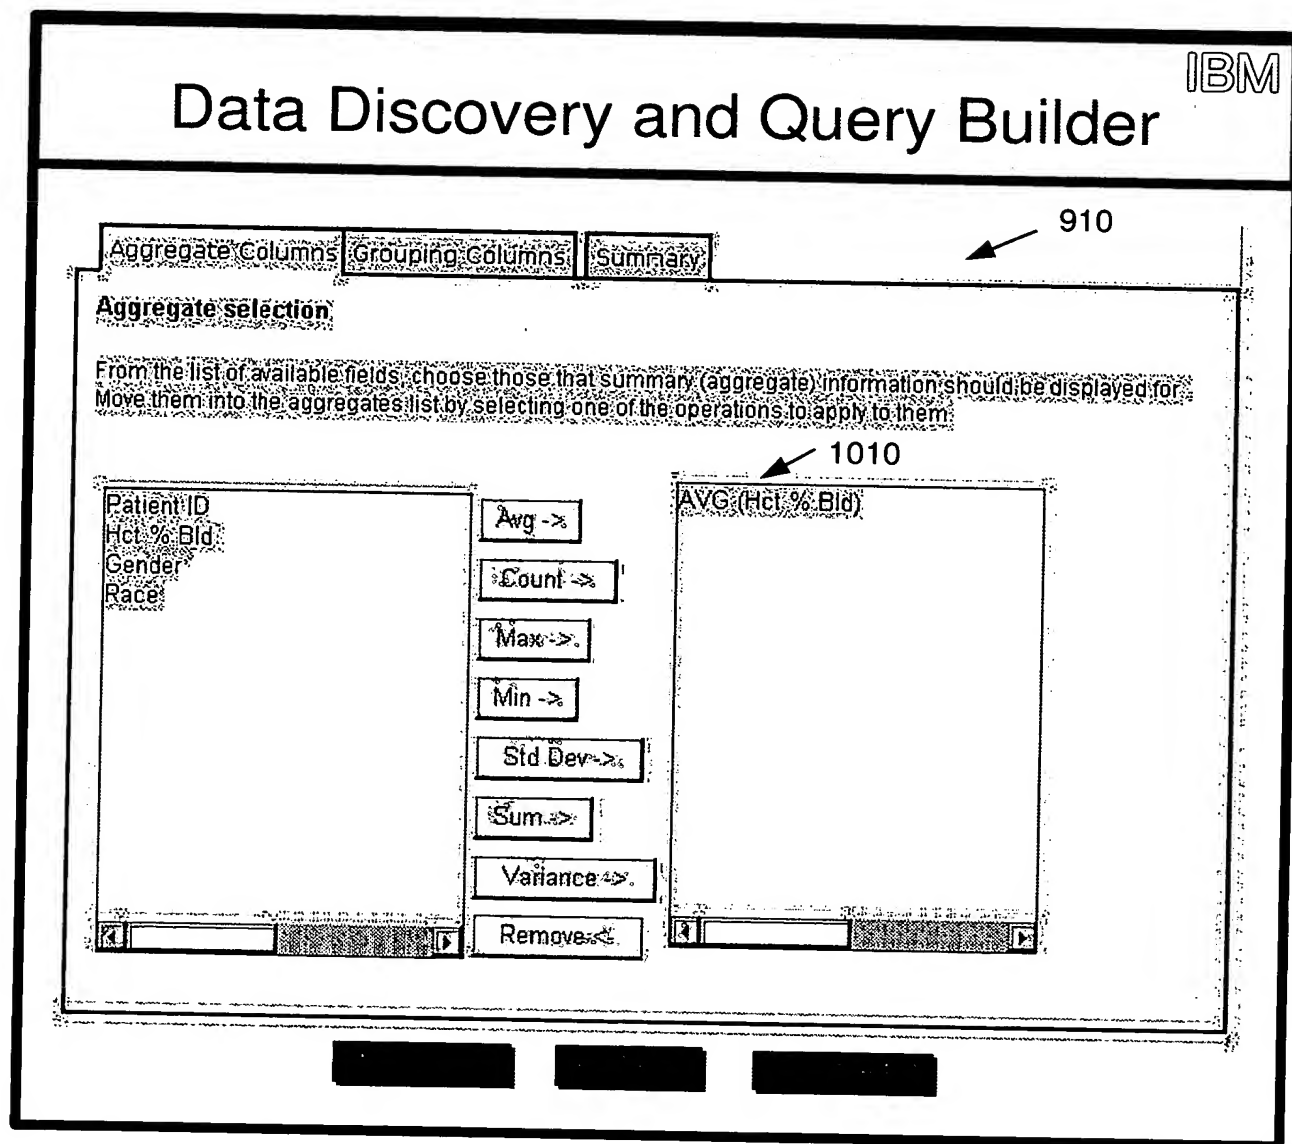 IBM
Data Discovery and Query Builder
910
Aggregate Columns Grouping Columns Summary
Aggregate selection
From the list of available fields, choose those that summary (aggregate) information should be displayed for.
Move them into the aggregates list by selecting one of the operations to apply to them.
1010
Patient ID
Hct % Bld
Gender
Race
Avg ->
Count ->
Max ->
Min ->
Std Dev ->
Sum ->
Variance ->
Remove <-
AVG (Hct % Bld)